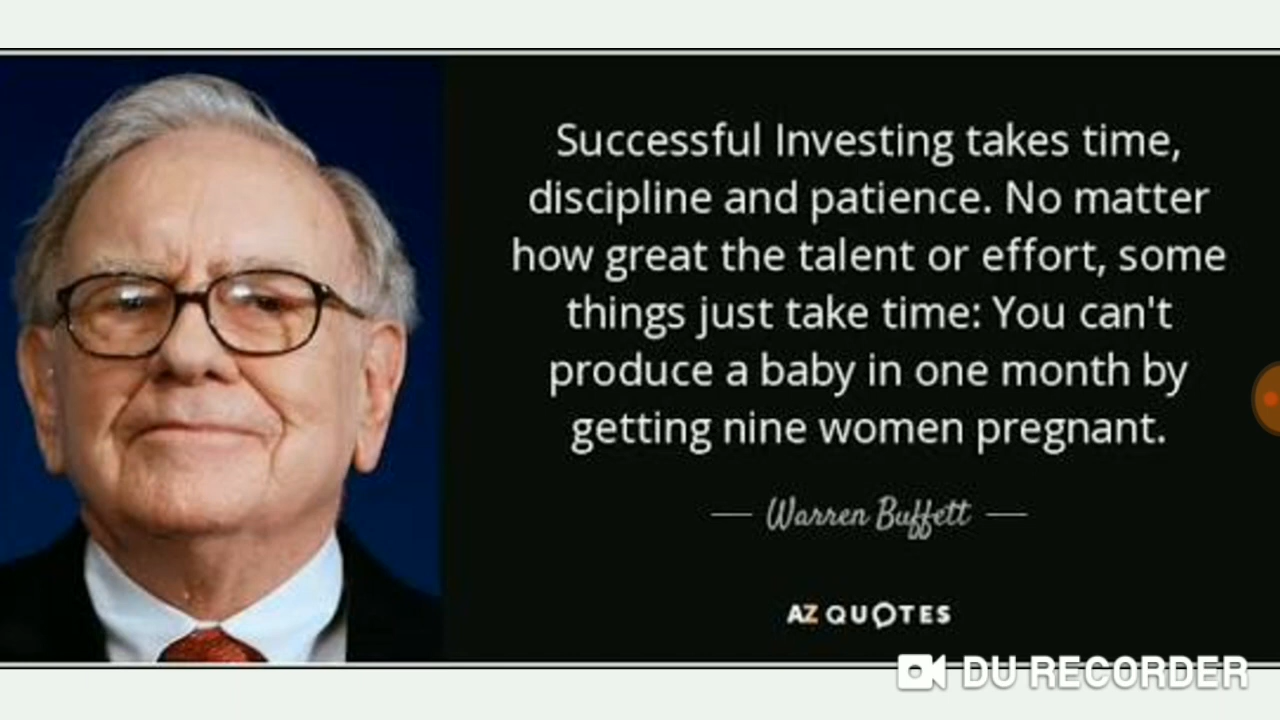 Successful Investing takes time,
discipline and patience. No matter
how great the talent or effort, some
things just take time: You can't
produce a baby in one month by
getting nine women pregnant.
Warren Buffett
AZ QUOTES
DU RECORDER